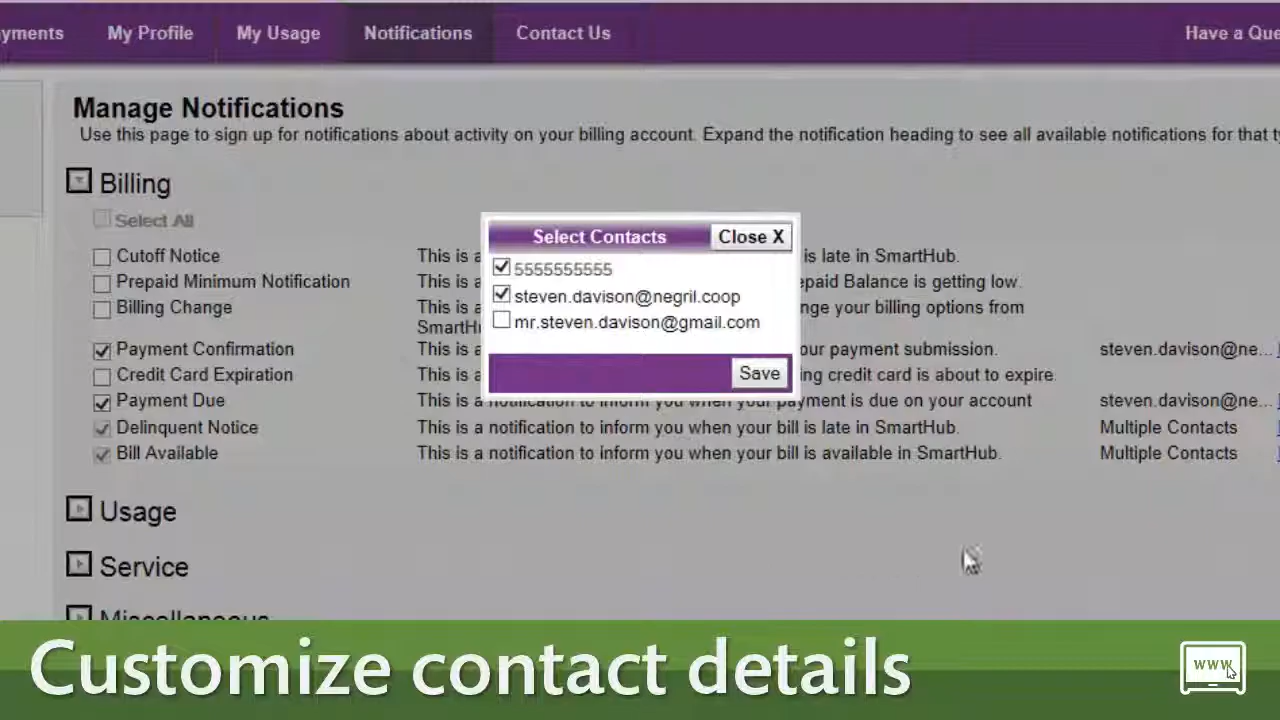 yments My Profile My Usage Notifications Contact Us Have a Que
Manage Notifications
Use this page to sign up for notifications about activity on your billing account. Expand the notification heading to see all available notifications for that ty
Billing
Select All
Select Contacts Close X
5555555555
steven.davison@negril.coop
mr.steven.davison@gmail.com
Save
Cutoff Notice This is a is late in SmartHub.
Prepaid Minimum Notification This is a epaid Balance is getting low.
Billing Change This is a nge your billing options from
SmartHu
Payment Confirmation This is a our payment submission. steven.davison@ne...
Credit Card Expiration This is a ing credit card is about to expire.
Payment Due This is a notification to inform you when your payment is due on your account steven.davison@ne...
Delinquent Notice This is a notification to inform you when your bill is late in SmartHub. Multiple Contacts
Bill Available This is a notification to inform you when your bill is available in SmartHub. Multiple Contacts
Usage
Service
Miscellaneous
Customize contact details
www